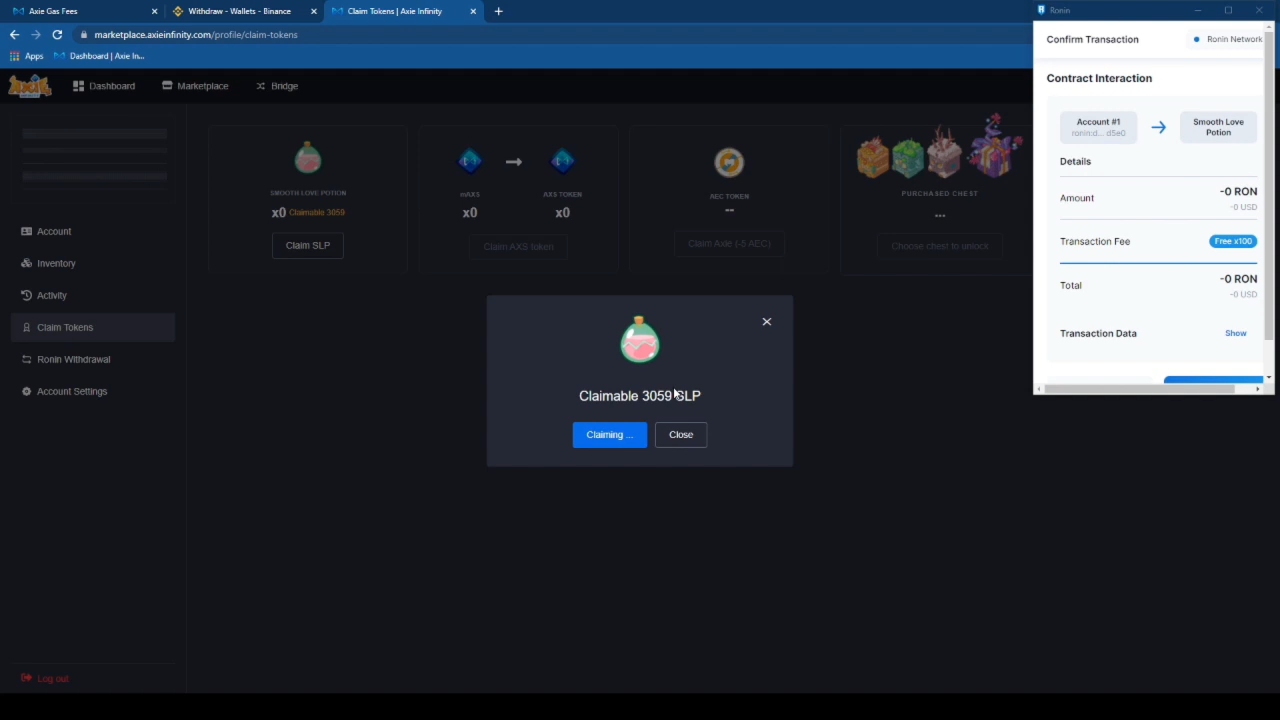 Axie Gas Fees
Withdraw - Wallets - Binance
Claim Tokens | Axie Infinity
marketplace.axieinfinity.com/profile/claim-tokens
Apps
Dashboard | Axie In...
AXIE
Dashboard
Marketplace
Bridge
Account
Inventory
Activity
Claim Tokens
Ronin Withdrawal
Account Settings
Log out
SMOOTH LOVE POTION
x0 Claimable 3059
Claim SLP
mAXS
AXS TOKEN
x0
x0
Claim AXS token
AEC TOKEN
--
Claim Axie (-5 AEC)
PURCHASED CHEST
...
Choose chest to unlock
Claimable 3059 SLP
Claiming ...
Close
Ronin
Confirm Transaction
Ronin Network
Contract Interaction
Account #1
ronin:d... d5e0
Smooth Love
Potion
Details
Amount
-0 RON
-0 USD
Transaction Fee
Free x100
Total
-0 RON
-0 USD
Transaction Data
Show